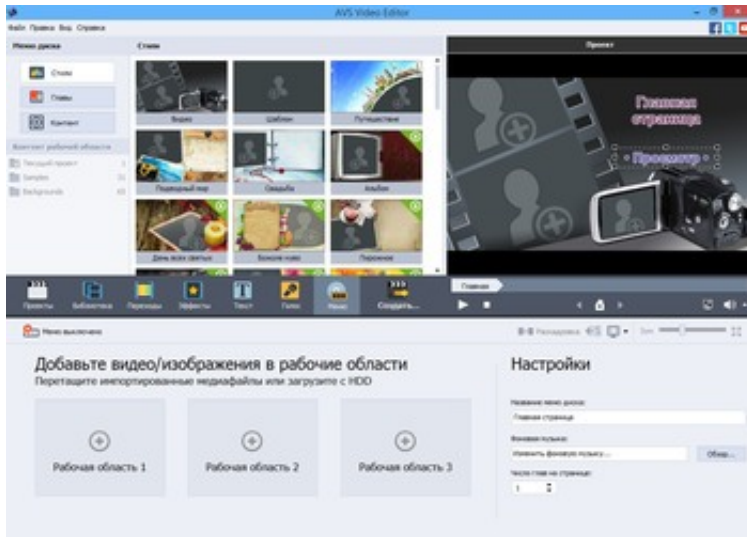 AVS Video Editor
Файл Правка Вид Справка
Меню диска
Стили
Проект
Стили
Главы
Контент
Контент рабочей области
Текущий проект
Samples
Backgrounds
Видео
Шаблон
Путешествие
Подводный мир
Свадьба
Альбом
День всех святых
Божоле нуво
Пирожное
Главная страница
Просмотр
Главная
Проекты
Библиотека
Переходы
Эффекты
Текст
Голос
Меню
Создать...
Меню выключено
Раскадровка
Добавьте видео/изображения в рабочие области
Перетащите импортированные медиафайлы или загрузите с HDD
Рабочая область 1
Рабочая область 2
Рабочая область 3
Настройки
Название меню диска:
Главная страница
Фоновая музыка:
Изменить фоновую музыку...
Обзор...
Число глав на странице:
1